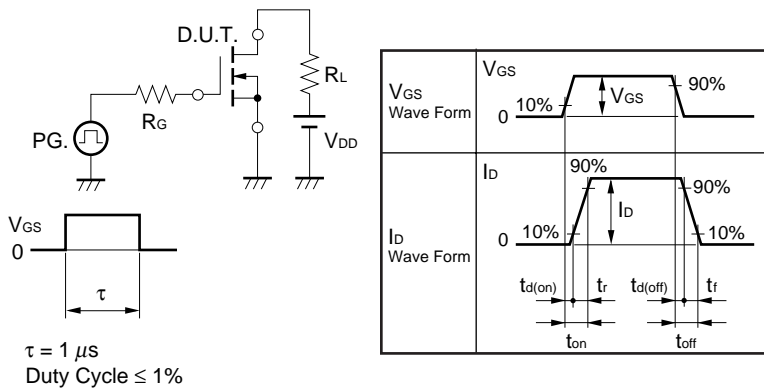 D.U.T.
RL
RG
PG.
VDD
VGS
0
τ
τ = 1 μs
Duty Cycle ≤ 1%
VGS
Wave Form
VGS
10%
0
VGS
90%
ID
Wave Form
ID
90%
90%
10%
0
ID
10%
td(on)
tr
td(off)
tf
ton
toff